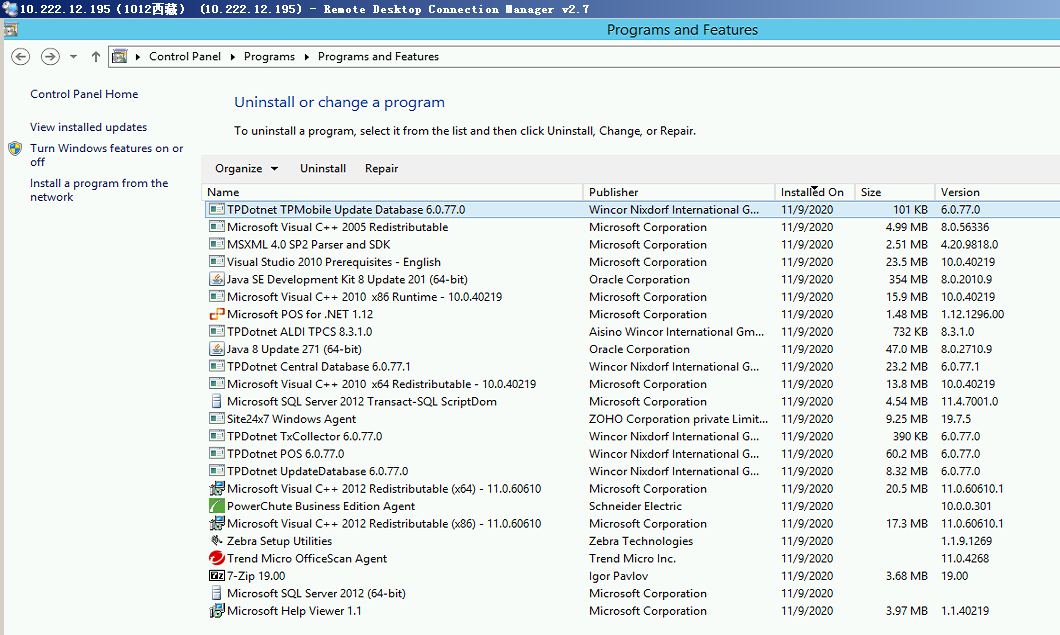 10.222.12.195（1012西藏） (10.222.12.195) - Remote Desktop Connection Manager v2.7
Programs and Features
Control Panel Programs Programs and Features
Control Panel Home
View installed updates
Turn Windows features on or
off
Install a program from the
network
Uninstall or change a program
To uninstall a program, select it from the list and then click Uninstall, Change, or Repair.
Organize Uninstall Repair
Name Publisher Installed On Size Version
TPDotnet TPMobile Update Database 6.0.77.0 Wincor Nixdorf International G... 11/9/2020 101 KB 6.0.77.0
Microsoft Visual C++ 2005 Redistributable Microsoft Corporation 11/9/2020 4.99 MB 8.0.56336
MSXML 4.0 SP2 Parser and SDK Microsoft Corporation 11/9/2020 2.51 MB 4.20.9818.0
Visual Studio 2010 Prerequisites - English Microsoft Corporation 11/9/2020 23.5 MB 10.0.40219
Java SE Development Kit 8 Update 201 (64-bit) Oracle Corporation 11/9/2020 354 MB 8.0.2010.9
Microsoft Visual C++ 2010 x86 Runtime - 10.0.40219 Microsoft Corporation 11/9/2020 15.9 MB 10.0.40219
Microsoft POS for .NET 1.12 Microsoft Corporation 11/9/2020 1.48 MB 1.12.1296.00
TPDotnet ALDI TPCS 8.3.1.0 Aisino Wincor International Gm... 11/9/2020 732 KB 8.3.1.0
Java 8 Update 271 (64-bit) Oracle Corporation 11/9/2020 47.0 MB 8.0.2710.9
TPDotnet Central Database 6.0.77.1 Wincor Nixdorf International G... 11/9/2020 23.2 MB 6.0.77.1
Microsoft Visual C++ 2010 x64 Redistributable - 10.0.40219 Microsoft Corporation 11/9/2020 13.8 MB 10.0.40219
Microsoft SQL Server 2012 Transact-SQL ScriptDom Microsoft Corporation 11/9/2020 4.54 MB 11.4.7001.0
Site24x7 Windows Agent ZOHO Corporation private Limit... 11/9/2020 9.25 MB 19.7.5
TPDotnet TxCollector 6.0.77.0 Wincor Nixdorf International G... 11/9/2020 390 KB 6.0.77.0
TPDotnet POS 6.0.77.0 Wincor Nixdorf International G... 11/9/2020 60.2 MB 6.0.77.0
TPDotnet UpdateDatabase 6.0.77.0 Wincor Nixdorf International G... 11/9/2020 8.32 MB 6.0.77.0
Microsoft Visual C++ 2012 Redistributable (x64) - 11.0.60610 Microsoft Corporation 11/9/2020 20.5 MB 11.0.60610.1
PowerChute Business Edition Agent Schneider Electric 11/9/2020 10.0.0.301
Microsoft Visual C++ 2012 Redistributable (x86) - 11.0.60610 Microsoft Corporation 11/9/2020 17.3 MB 11.0.60610.1
Zebra Setup Utilities Zebra Technologies 11/9/2020 1.1.9.1269
Trend Micro OfficeScan Agent Trend Micro Inc. 11/9/2020 11.0.4268
7z 7-Zip 19.00 Igor Pavlov 11/9/2020 3.68 MB 19.00
Microsoft SQL Server 2012 (64-bit) Microsoft Corporation 11/9/2020
Microsoft Help Viewer 1.1 Microsoft Corporation 11/9/2020 3.97 MB 1.1.40219